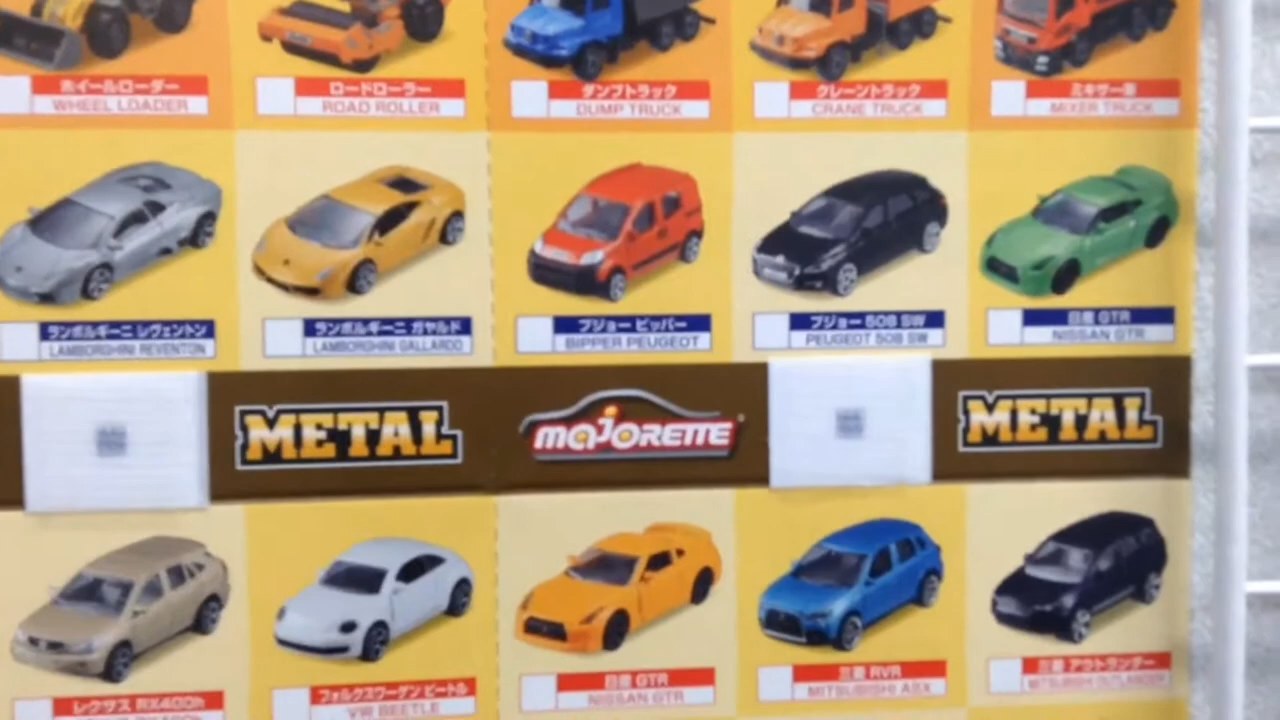 ホイールローダー
WHEEL LOADER
ロードローラー
ROAD ROLLER
ダンプトラック
DUMP TRUCK
クレーントラック
CRANE TRUCK
ミキサー車
MIXER TRUCK
ランボルギーニ レヴェントン
LAMBORGHINI REVENTON
ランボルギーニ ガヤルド
LAMBORGHINI GALLARDO
プジョー ビッパー
BIPPER PEUGEOT
プジョー 508 SW
PEUGEOT 508 SW
日産 GTR
NISSAN GTR
METAL
MAJORETTE
METAL
レクサス RX400h
フォルクスワーゲン ビートル
VW BEETLE
日産 GTR
NISSAN GTR
三菱 RVR
MITSUBISHI ASX
三菱 アウトランダー
MITSUBISHI OUTLANDER